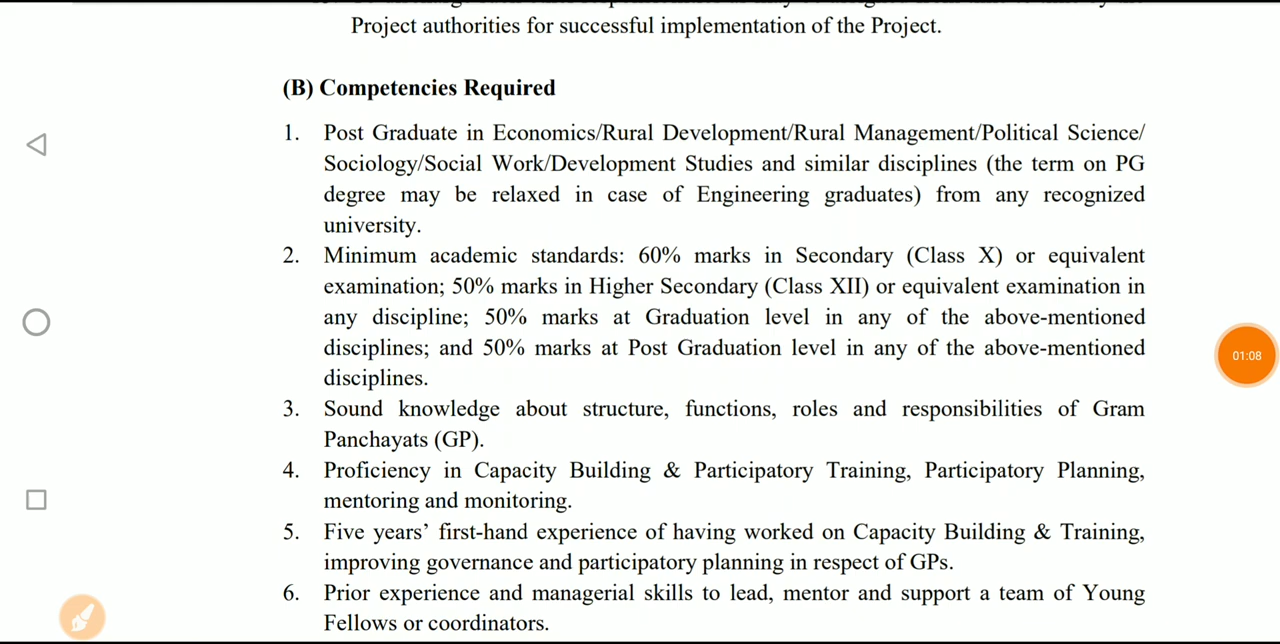 Project authorities for successful implementation of the Project.
(B) Competencies Required
1. Post Graduate in Economics/Rural Development/Rural Management/Political Science/
Sociology/Social Work/Development Studies and similar disciplines (the term on PG
degree may be relaxed in case of Engineering graduates) from any recognized
university.
2. Minimum academic standards: 60% marks in Secondary (Class X) or equivalent
examination; 50% marks in Higher Secondary (Class XII) or equivalent examination in
any discipline; 50% marks at Graduation level in any of the above-mentioned
disciplines; and 50% marks at Post Graduation level in any of the above-mentioned
disciplines.
3. Sound knowledge about structure, functions, roles and responsibilities of Gram
Panchayats (GP).
4. Proficiency in Capacity Building & Participatory Training, Participatory Planning,
mentoring and monitoring.
5. Five years’ first-hand experience of having worked on Capacity Building & Training,
improving governance and participatory planning in respect of GPs.
6. Prior experience and managerial skills to lead, mentor and support a team of Young
Fellows or coordinators.
01:08